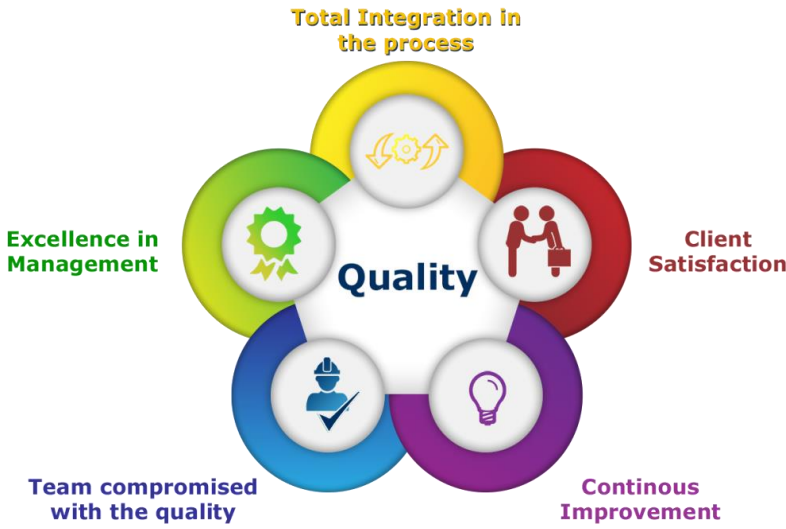 Total Integration in
the process
Excellence in
Management
Client
Satisfaction
Quality
Team compromised
with the quality
Continous
Improvement